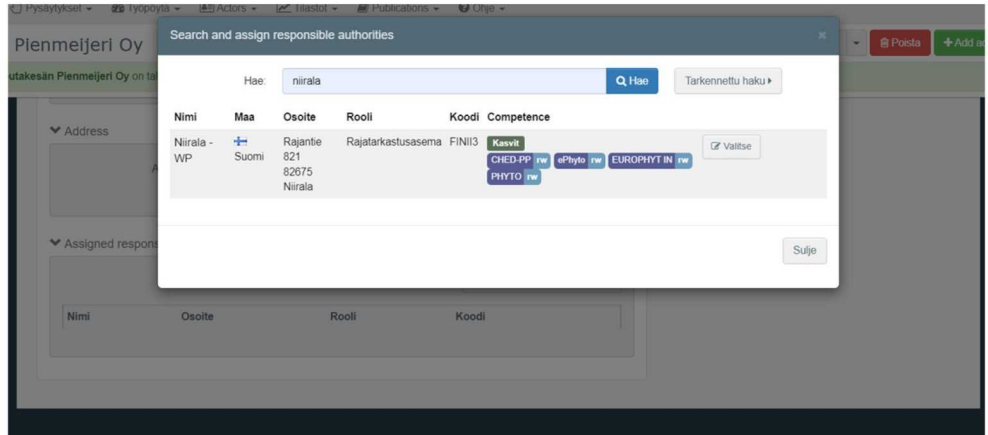 Pysäytykset Työpöytä Actors Tilastot Publications Ohje
Pienmeijeri Oy
Poista
Add
utakesän Pienmeijeri Oy on
Search and assign responsible authorities
×
Hae: niirala Hae Tarkennettu haku
Nimi Maa Osoite Rooli Koodi Competence
Niirala - WP
Suomi
Rajantie
821
82675
Niirala
Rajatarkastusasema FINII3
Kasvit
CHED-PP rw ePhyto rw EUROPHYT IN rw
PHYTO rw
Valitse
Sulje
Address
A
Assigned respons
Nimi Osoite Rooli Koodi